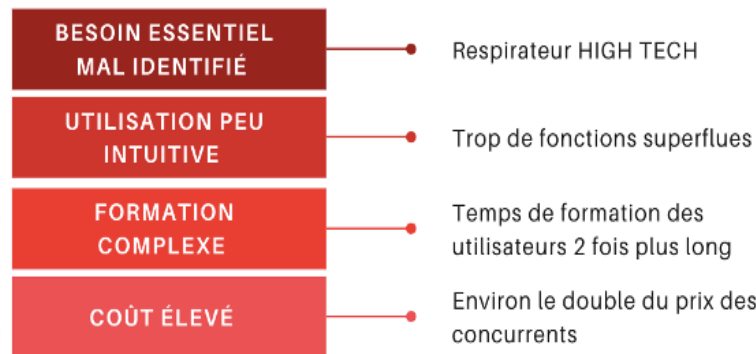 BESOIN ESSENTIEL
MAL IDENTIFIÉ
Respirateur HIGH TECH
UTILISATION PEU
INTUITIVE
Trop de fonctions superflues
FORMATION
COMPLEXE
Temps de formation des
utilisateurs 2 fois plus long
COÛT ÉLEVÉ
Environ le double du prix des
concurrents